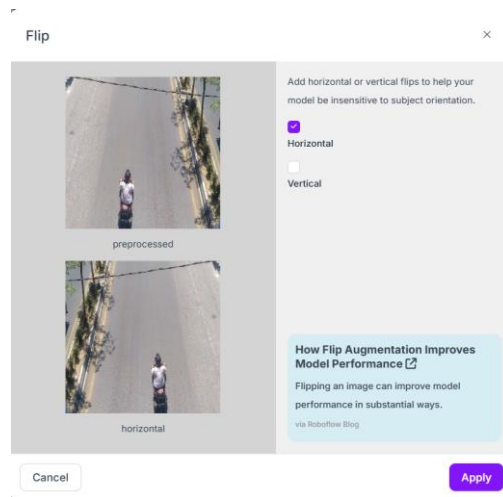 Flip
Add horizontal or vertical flips to help your
model be insensitive to subject orientation.
Horizontal
Vertical
preprocessed
horizontal
How Flip Augmentation Improves
Model Performance
Flipping an image can improve model
performance in substantial ways.
via Roboflow Blog
Cancel
Apply